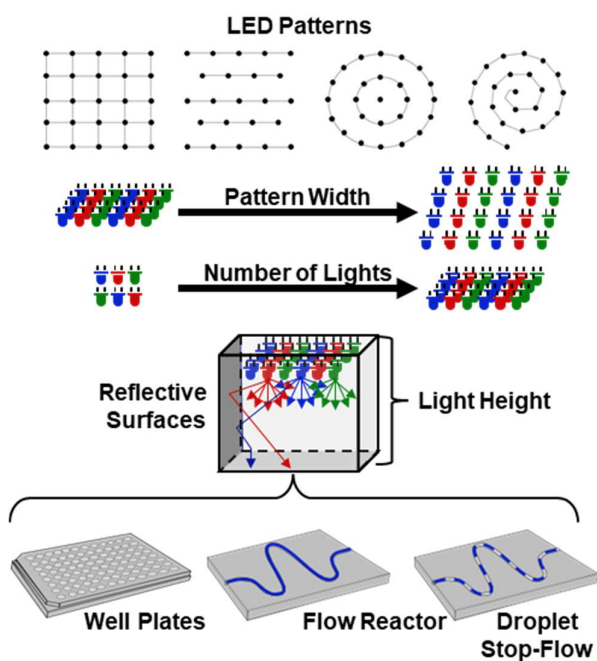 LED Patterns
Pattern Width
Number of Lights
Reflective
Surfaces
Light Height
Well Plates
Flow Reactor
Droplet
Stop-Flow